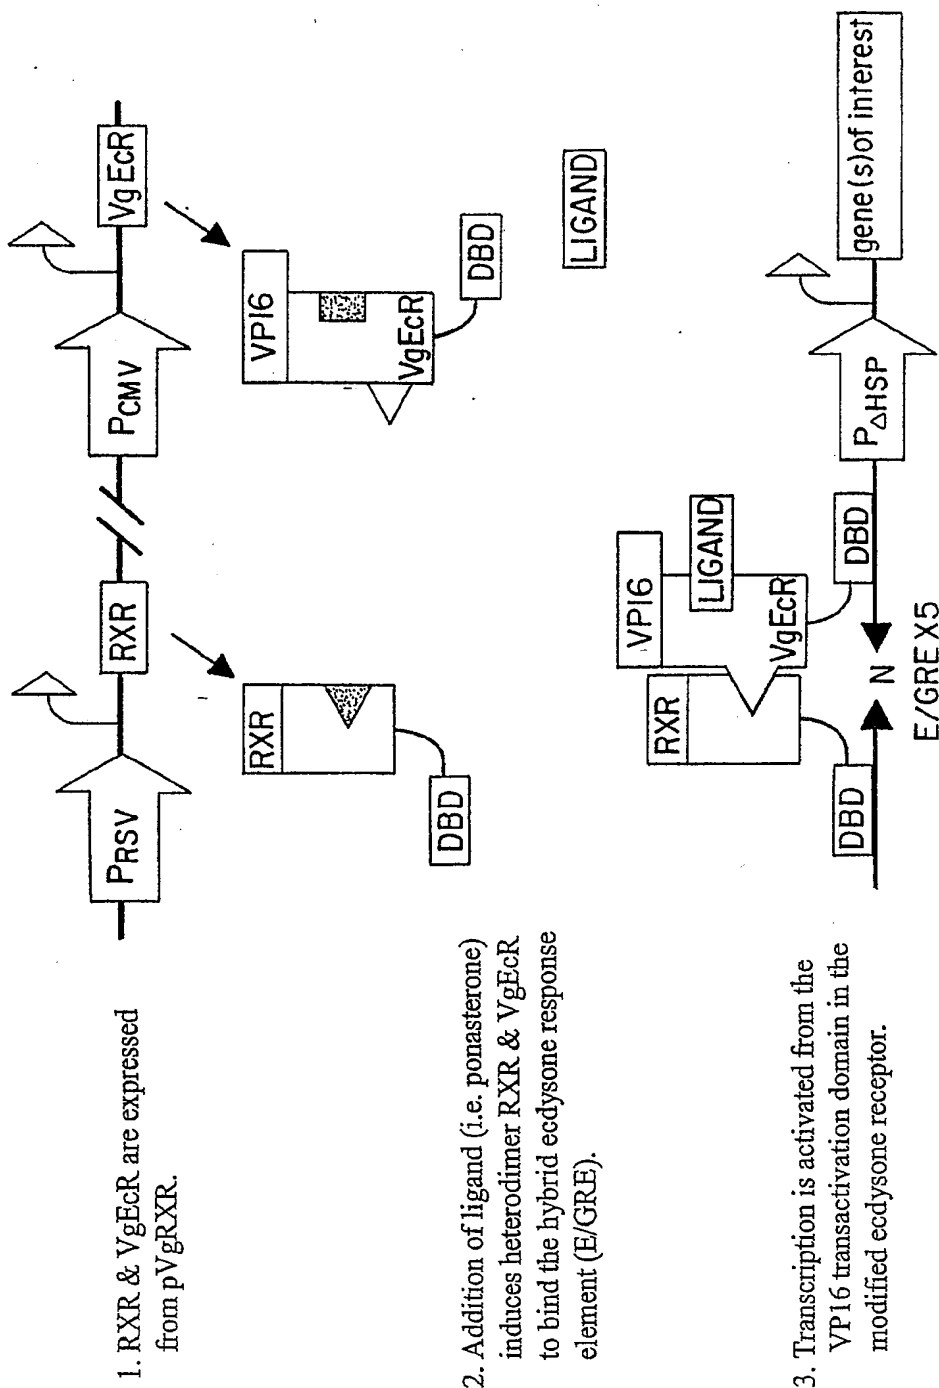 1. RXR & VgEcR are expressed
from pVgRXR.
PRSV
RXR
PCMV
VgEcR
RXR
DBD
VP16
VgEcR
DBD
2. Addition of ligand (i.e. ponasterone)
induces heterodimer RXR & VgEcR
to bind the hybrid ecdysone response
element (E/GRE).
LIGAND
3. Transcription is activated from the
VP16 transactivation domain in the
modified ecdysone receptor.
RXR
VP16
LIGAND
VgEcR
DBD
DBD
N
E/GRE X5
PΔHSP
gene(s)of interest